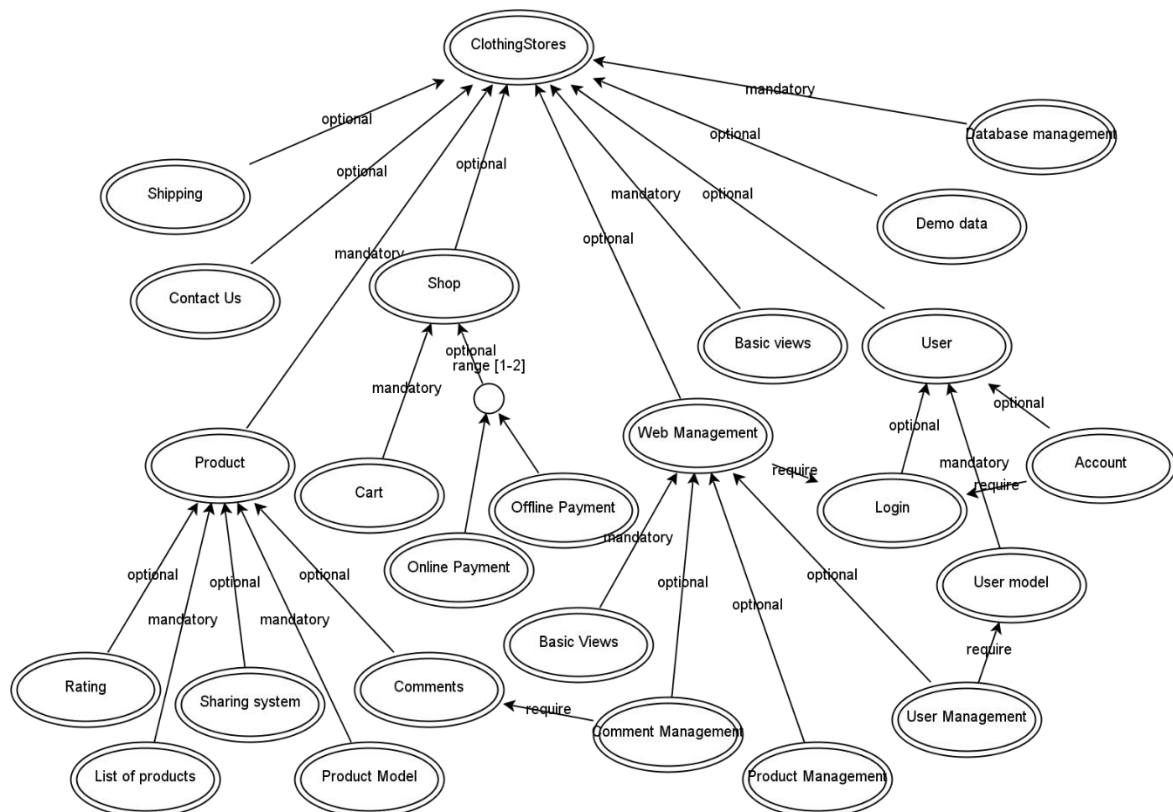 ClothingStores
mandatory
optional
Database management
optional
optional
optional
mandatory
optional
Shipping
Demo data
optional
mandatory
Contact Us
Shop
Basic views
User
optional
range [1-2]
mandatory
optional
optional
Product
Web Management
mandatory
Account
require
require
Cart
Offline Payment
Login
mandatory
optional
optional
optional
Online Payment
optional
User model
optional
mandatory
mandatory
optional
Basic Views
require
Rating
Sharing system
Comments
require
Comment Management
User Management
List of products
Product Model
Product Management